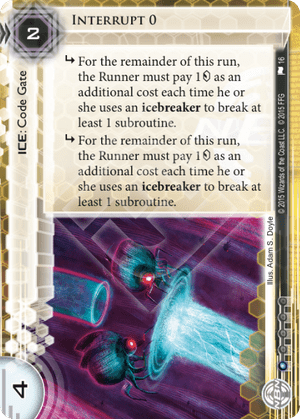 2
INTERRUPT 0
ICE: Code Gate
↳ For the remainder of this run,
the Runner must pay 1 as an
additional cost each time he or
she uses an icebreaker to break at
least 1 subroutine.
↳ For the remainder of this run,
the Runner must pay 1 as an
additional cost each time he or
she uses an icebreaker to break at
least 1 subroutine.
4
Illus. Adam S. Doyle
© 2015 Wizards of the Coast LLC. © 2015 FFG
16